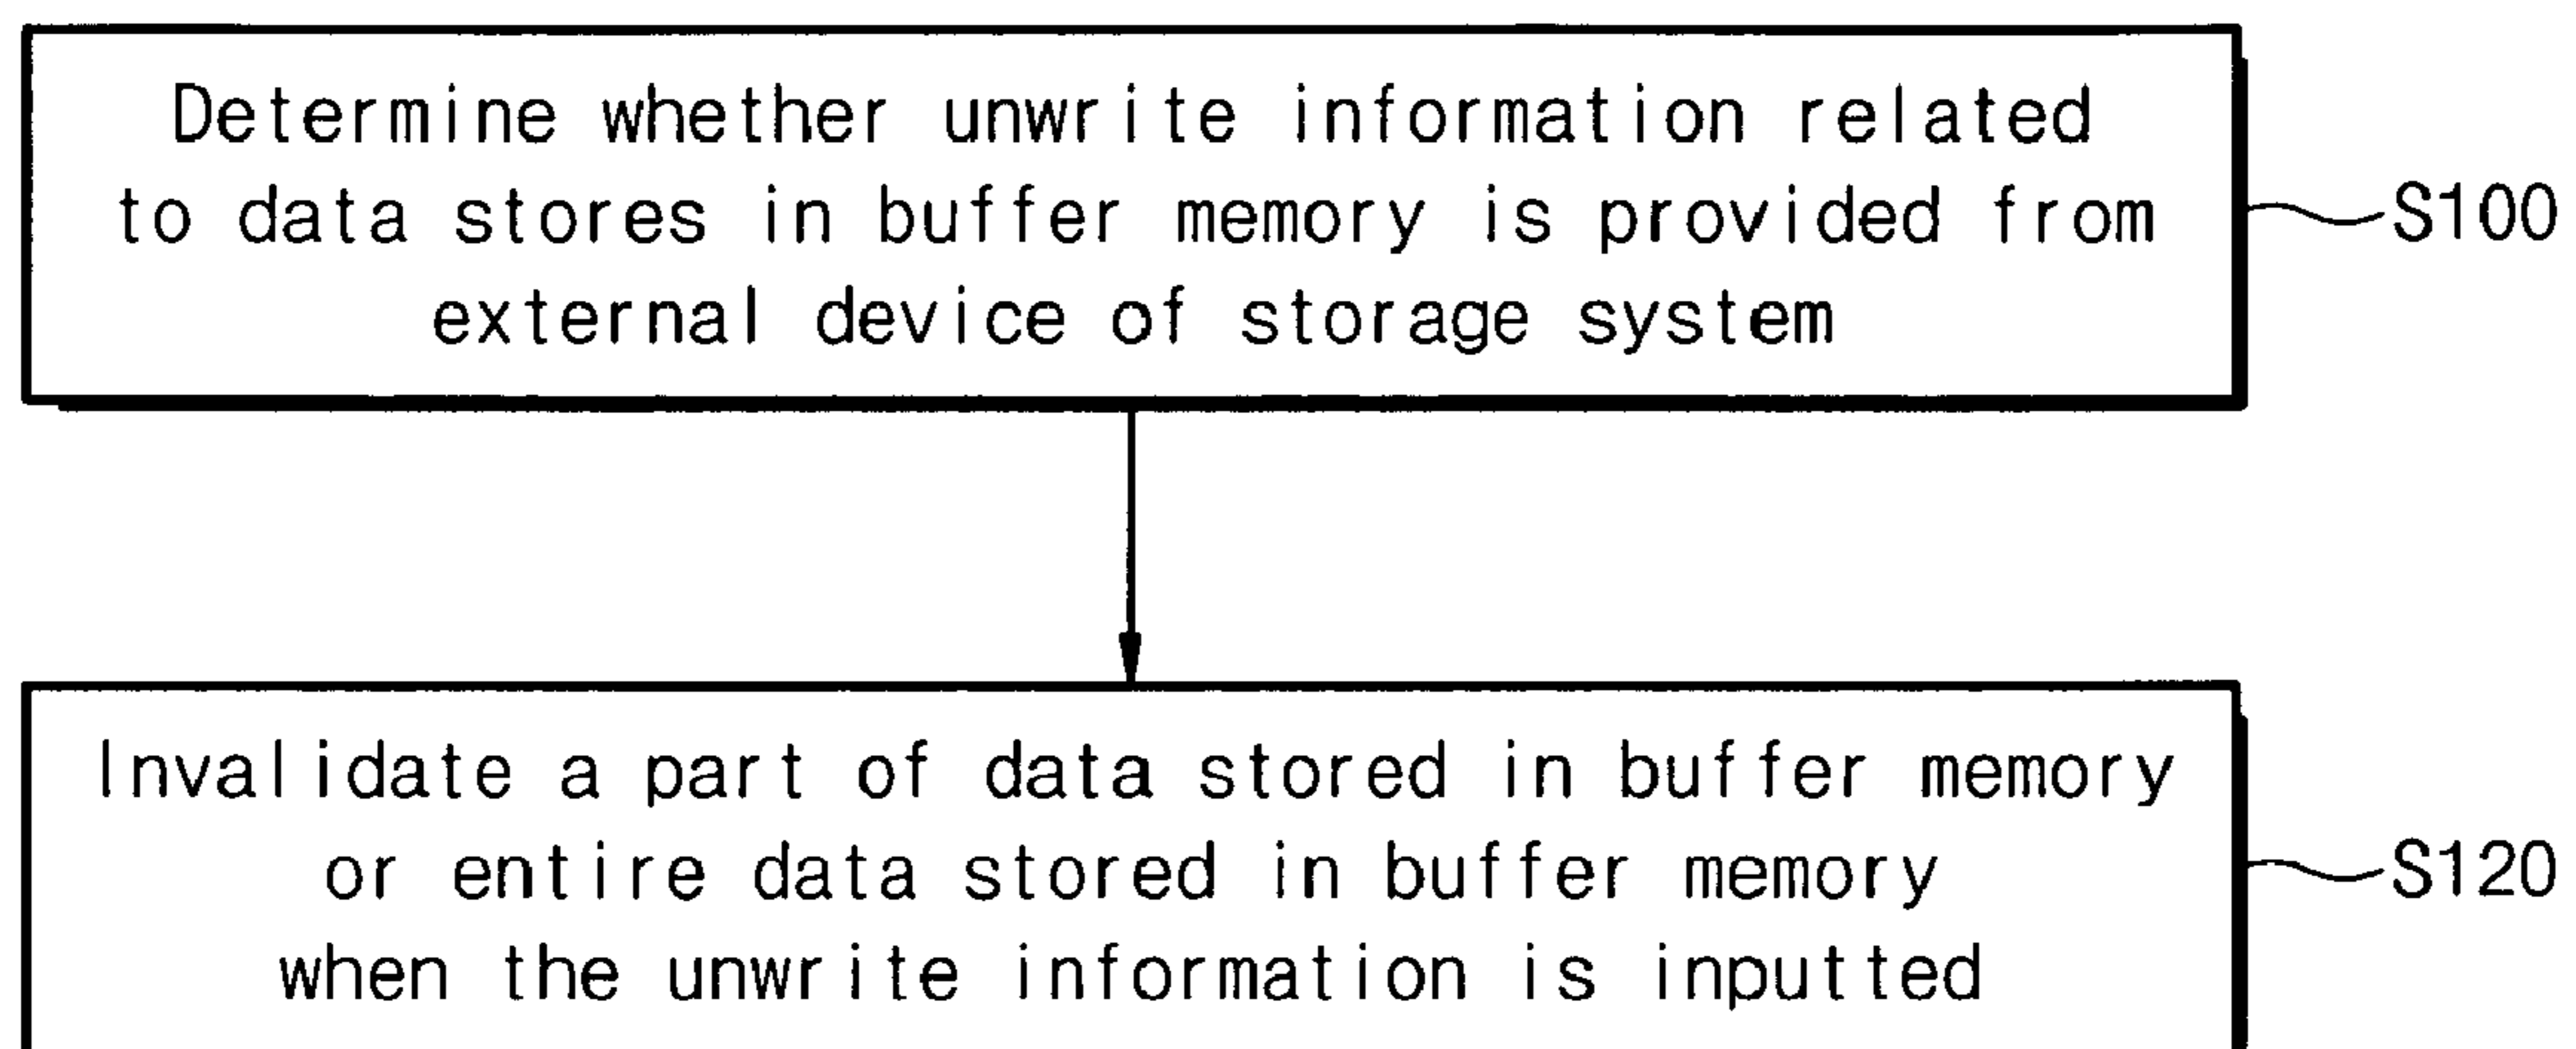 Determine whether unwrite information related
to data stores in buffer memory is provided from
external device of storage system
S100
Invalidate a part of data stored in buffer memory
or entire data stored in buffer memory
when the unwrite information is inputted
S120